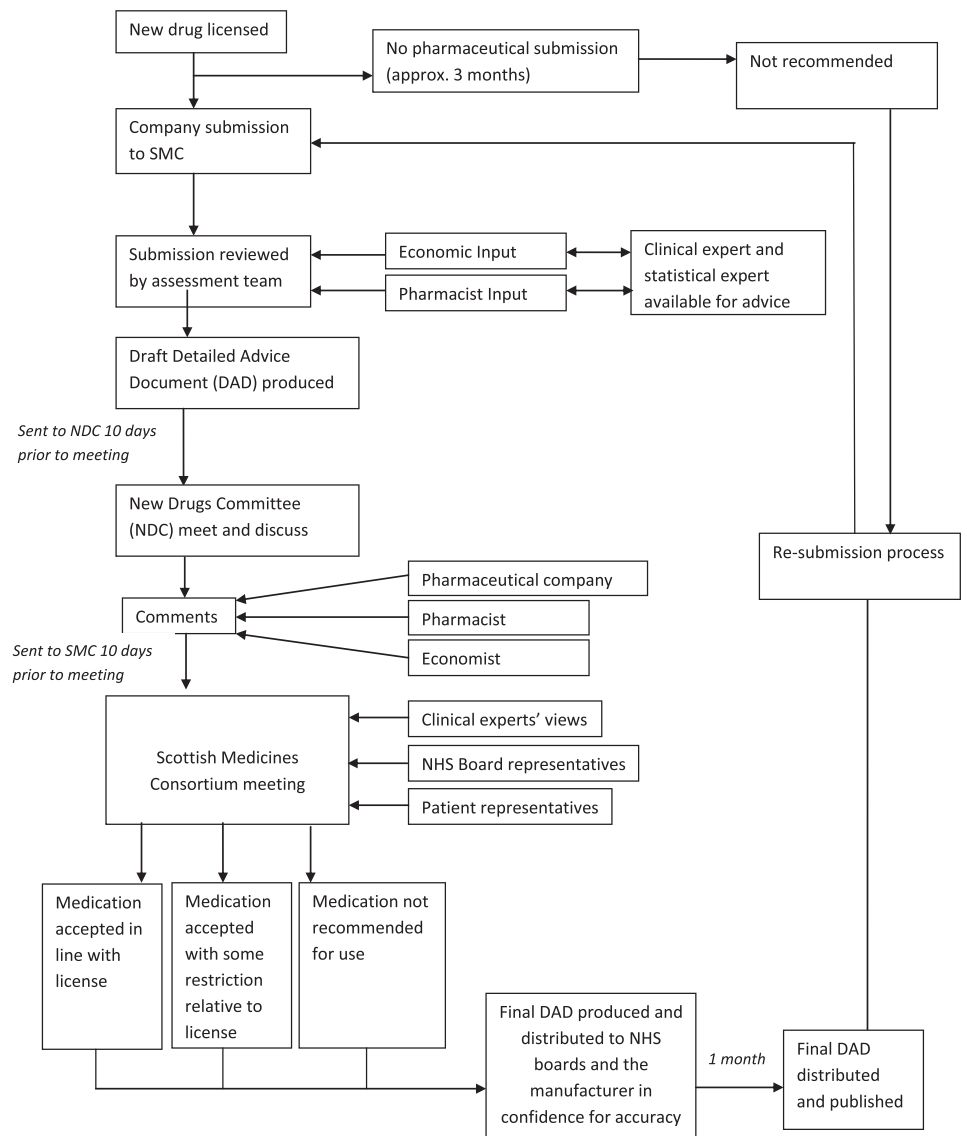 New drug licensed
No pharmaceutical submission
(approx. 3 months)
Not recommended
Company submission
to SMC
Submission reviewed
by assessment team
Economic Input
Pharmacist Input
Clinical expert and
statistical expert
available for advice
Draft Detailed Advice
Document (DAD) produced
Sent to NDC 10 days
prior to meeting
New Drugs Committee
(NDC) meet and discuss
Re-submission process
Comments
Pharmaceutical company
Pharmacist
Economist
Sent to SMC 10 days
prior to meeting
Scottish Medicines
Consortium meeting
Clinical experts’ views
NHS Board representatives
Patient representatives
Medication
accepted in
line with
license
Medication
accepted
with some
restriction
relative to
license
Medication not
recommended
for use
Final DAD produced and
distributed to NHS
boards and the
manufacturer in
confidence for accuracy
1 month
Final DAD
distributed
and published